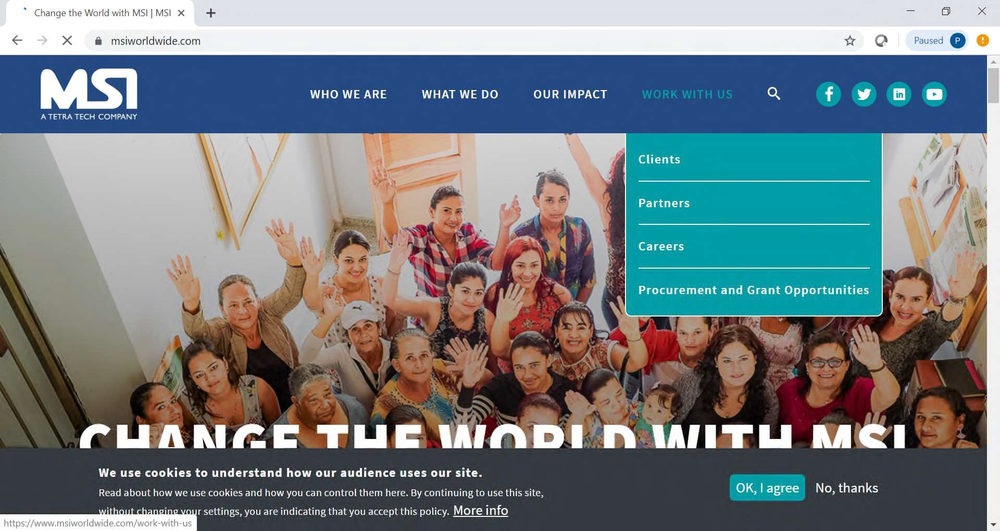 Change the World with MSI | MSI
msiworldwide.com
Paused P
MSI
A TETRA TECH COMPANY
WHO WE ARE
WHAT WE DO
OUR IMPACT
WORK WITH US
Clients
Partners
Careers
Procurement and Grant Opportunities
CHANGE THE WORLD WITH MSI
We use cookies to understand how our audience uses our site.
Read about how we use cookies and how you can control them here. By continuing to use this site,
without changing your settings, you are indicating that you accept this policy. More info
OK, I agree
No, thanks
https://www.msiworldwide.com/work-with-us